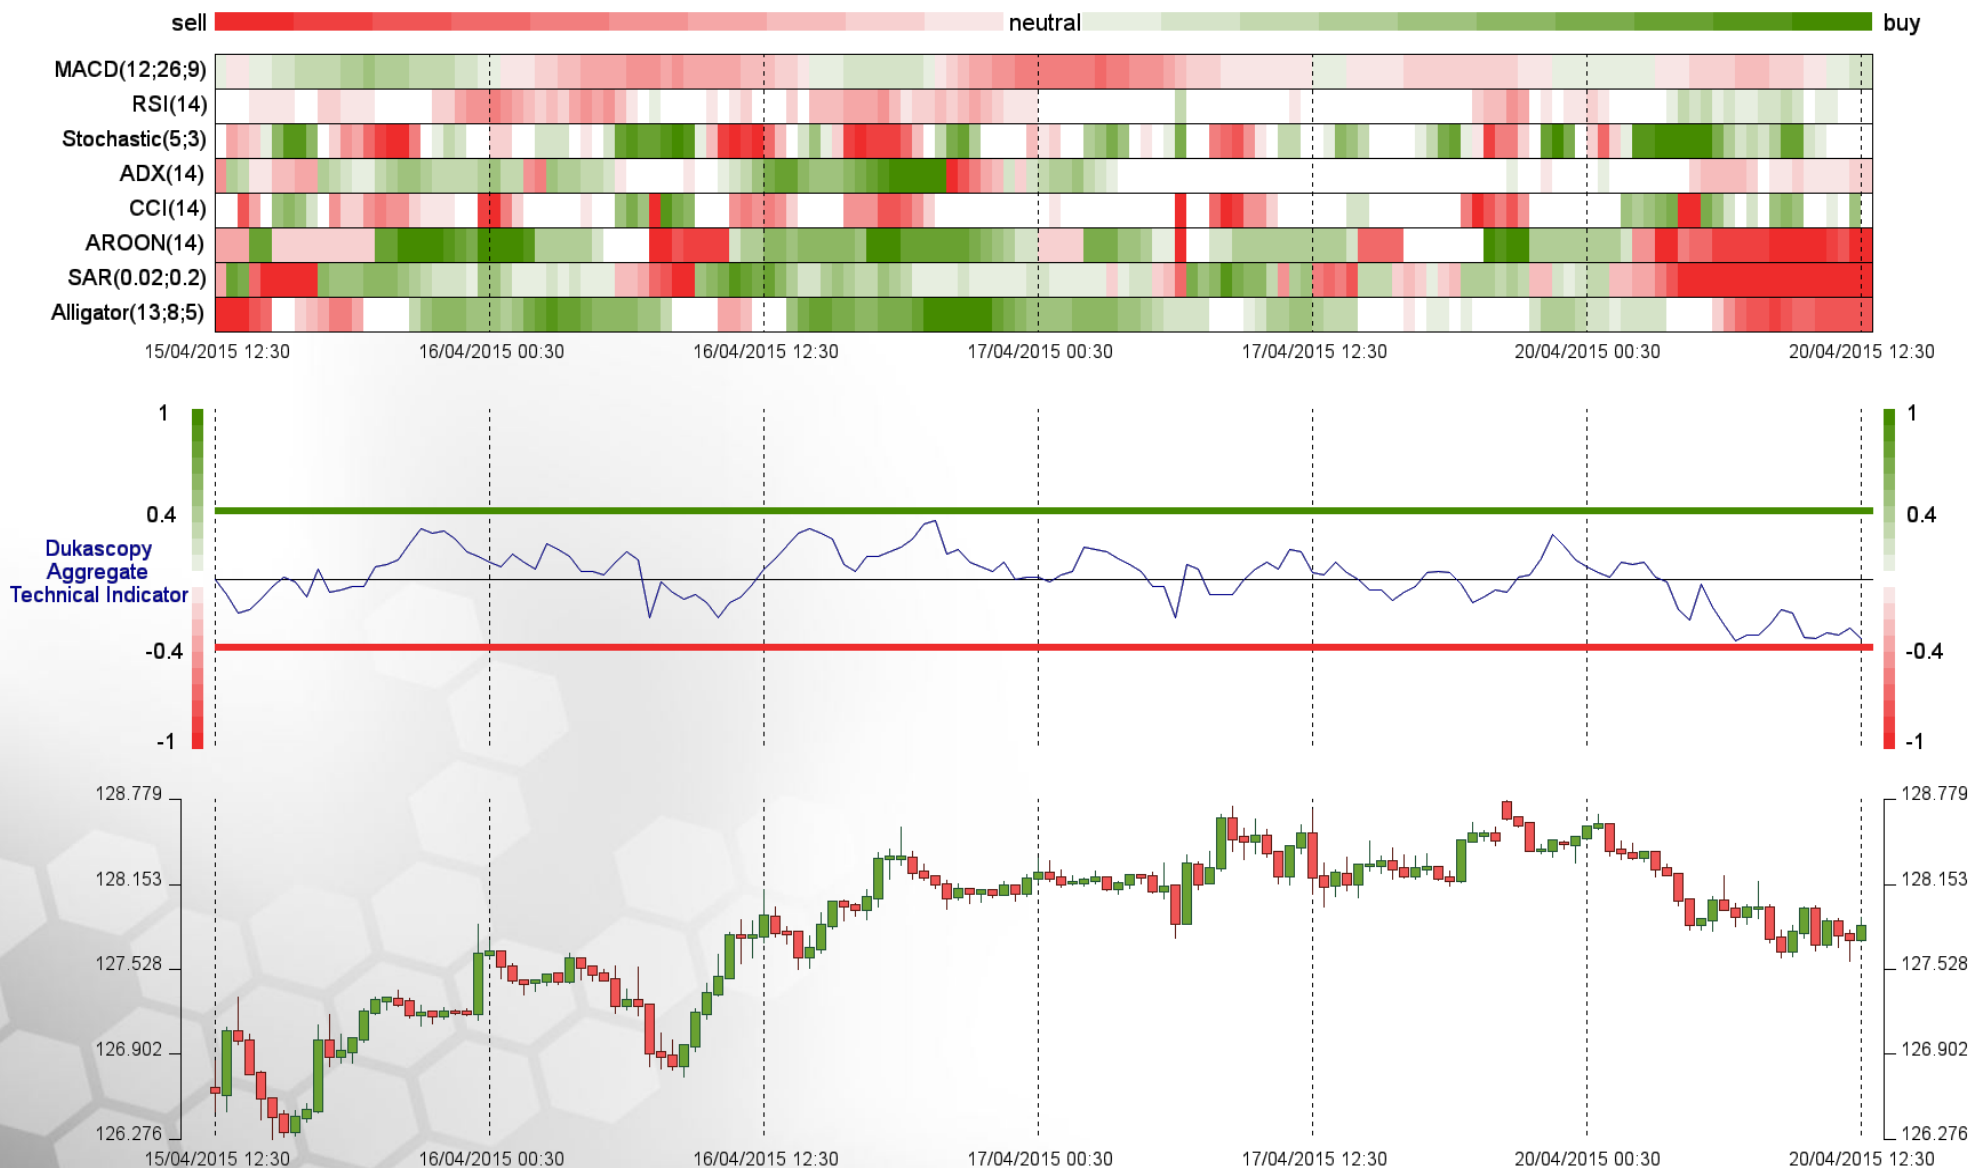 sell neutral buy
MACD(12;26;9)
RSI(14)
Stochastic(5;3)
ADX(14)
CCI(14)
AROON(14)
SAR(0.02;0.2)
Alligator(13;8;5)
15/04/2015 12:30 16/04/2015 00:30 16/04/2015 12:30 17/04/2015 00:30 17/04/2015 12:30 20/04/2015 00:30 20/04/2015 12:30
1 1
0.4 0.4
Dukascopy
Aggregate
Technical Indicator
-0.4 -0.4
-1 -1
128.779 128.779
128.153 128.153
127.528 127.528
126.902 126.902
126.276 126.276
15/04/2015 12:30 16/04/2015 00:30 16/04/2015 12:30 17/04/2015 00:30 17/04/2015 12:30 20/04/2015 00:30 20/04/2015 12:30